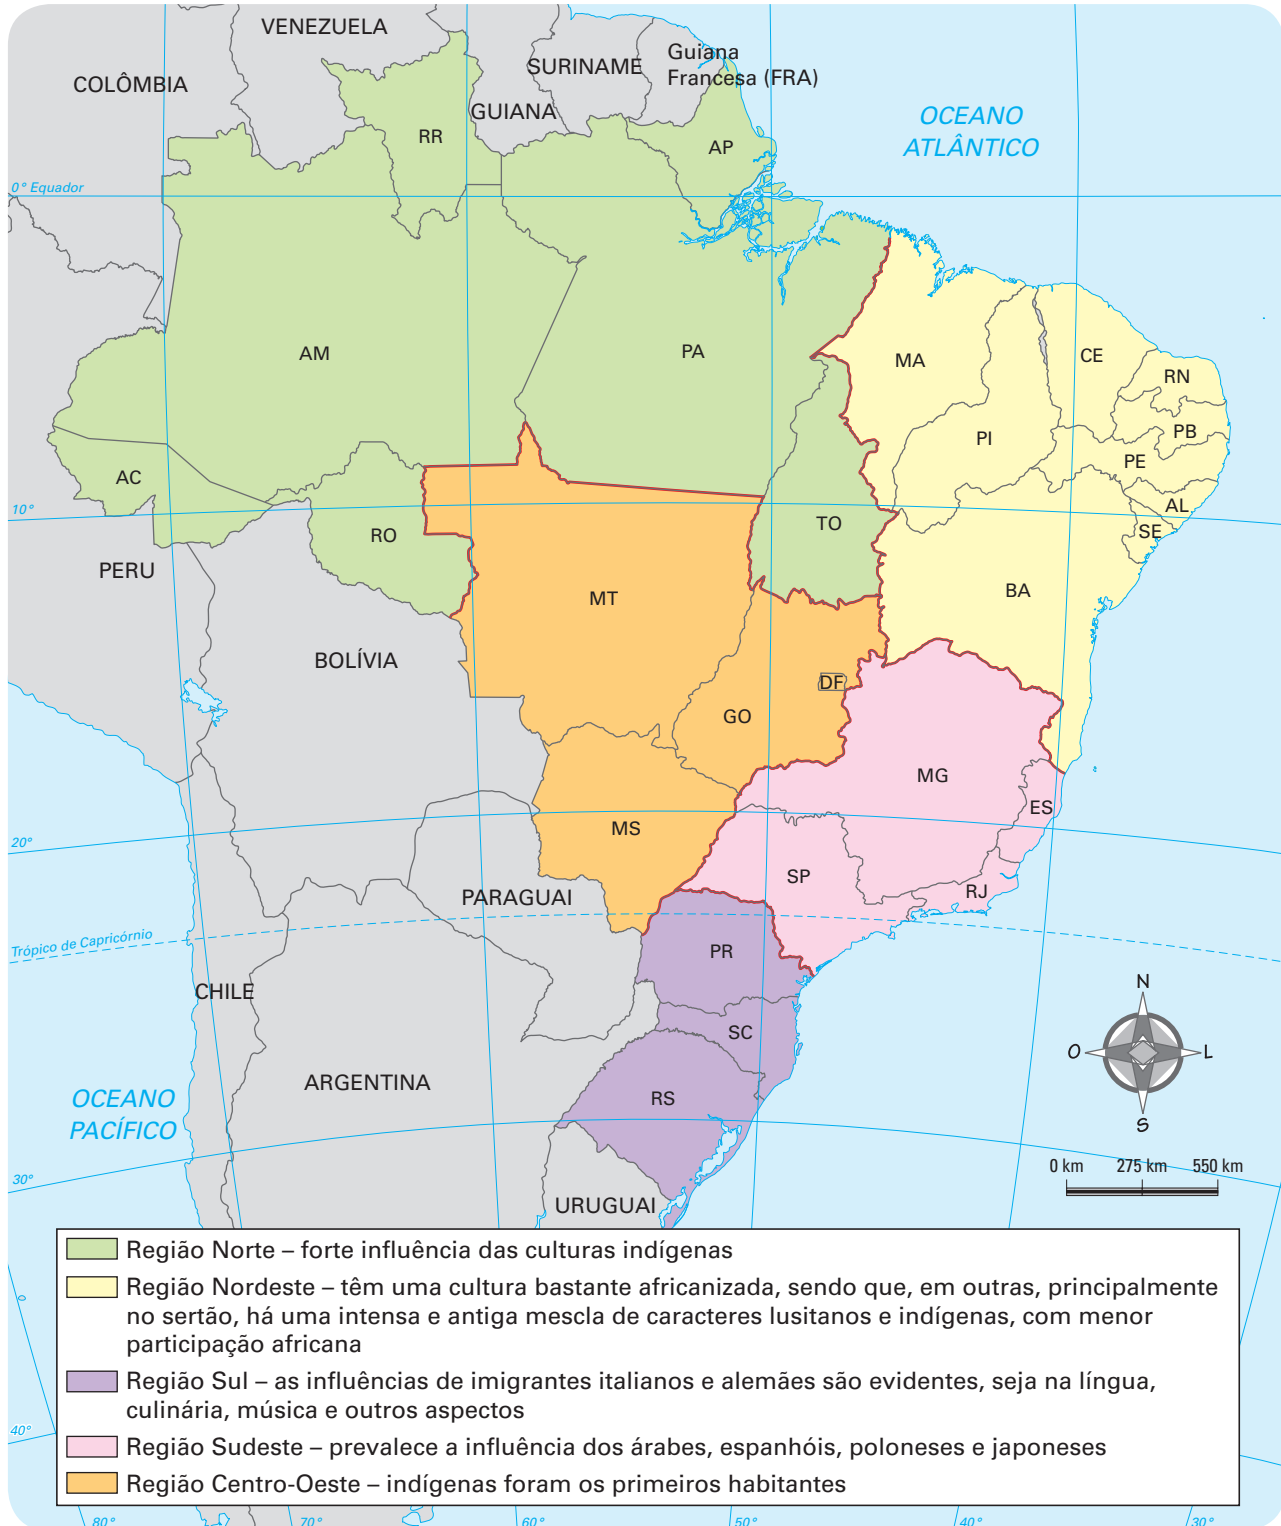 VENEZUELA
Guiana
Francesa (FRA)
SURINAME
COLÔMBIA
GUIANA
OCEANO
ATLÂNTICO
RR
AP
0° Equador
AM
PA
MA
CE
RN
PI
PB
PE
AC
AL
10°
TO
SE
RO
PERU
BA
MT
BOLÍVIA
DF
GO
MG
ES
MS
20°
SP
RJ
PARAGUAI
Trópico de Capricórnio
PR
N
CHILE
SC
O
L
ARGENTINA
OCEANO
PACÍFICO
RS
S
0 km 275 km 550 km
30°
URUGUAI
Região Norte – forte influência das culturas indígenas
Região Nordeste – têm uma cultura bastante africanizada, sendo que, em outras, principalmente
no sertão, há uma intensa e antiga mescla de caracteres lusitanos e indígenas, com menor
participação africana
Região Sul – as influências de imigrantes italianos e alemães são evidentes, seja na língua,
culinária, música e outros aspectos
40°
Região Sudeste – prevalece a influência dos árabes, espanhóis, poloneses e japoneses
Região Centro-Oeste – indígenas foram os primeiros habitantes
80° 70° 60° 50° 40° 30°